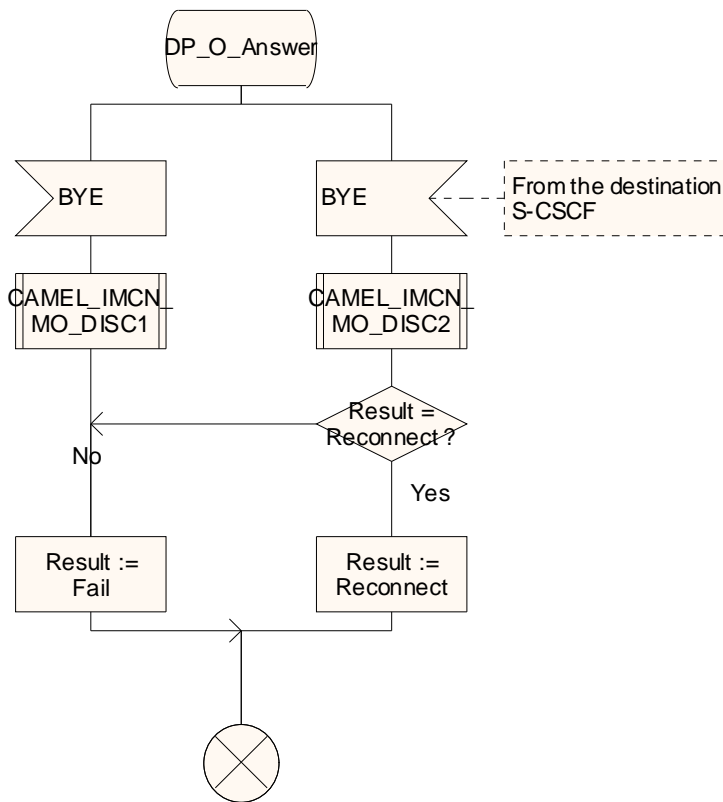 DP_O_Answer
BYE
BYE
From the destination
S-CSCF
CAMEL_IMCN_
MO_DISC1
CAMEL_IMCN_
MO_DISC2
Result =
Reconnect ?
No
Yes
Result :=
Fail
Result :=
Reconnect